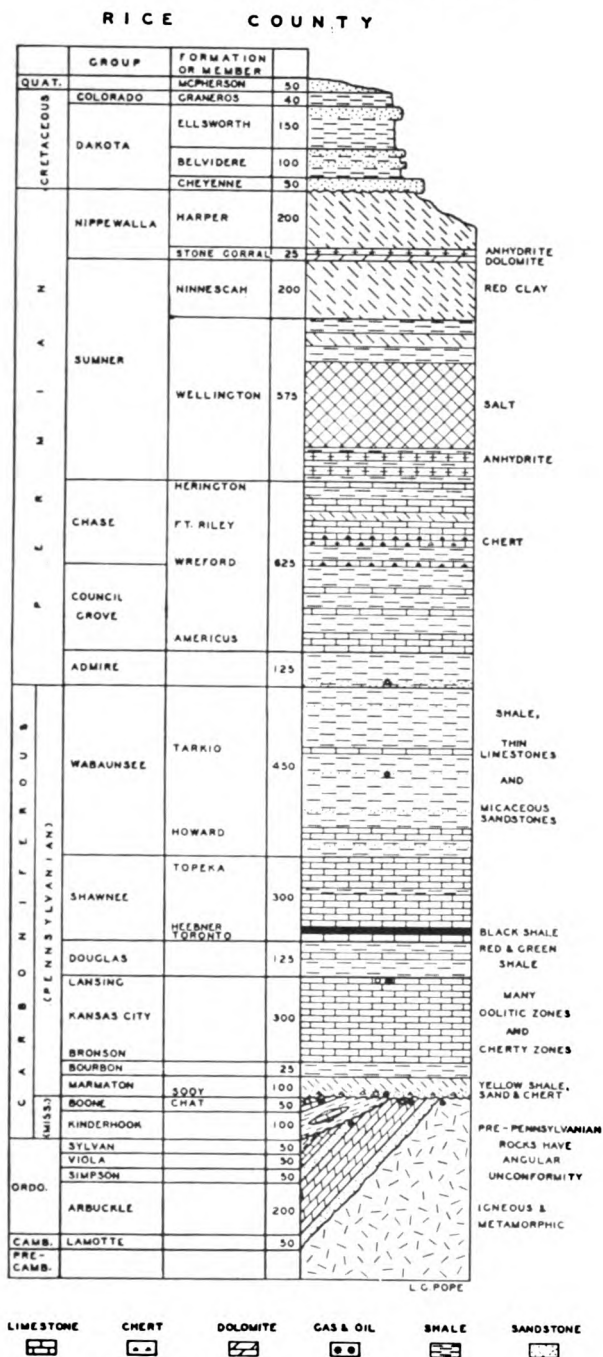 RICE COUNTY
GROUP FORMATION OR MEMBER
QUAT. MCPHERSON 50
CRETACEOUS
COLORADO GRANEROS 40
DAKOTA ELLSWORTH 150
BELVIDERE 100
CHEYENNE 50
PERMIAN
NIPPEWALLA HARPER 200
STONE CORRAL 25 ANHYDRITE
DOLOMITE
NINNESCAH 200 RED CLAY
SUMNER
WELLINGTON 575 SALT
ANHYDRITE
HERINGTON
CHASE FT. RILEY
CHERT
WREFORD 625
COUNCIL
GROVE
AMERICUS
ADMIRE 125
CARBONIFEROUS
(PENNSYLVANIAN)
SHALE,
TARKIO THIN
LIMESTONES
WABAUNSEE 450
AND
MICACEOUS
SANDSTONES
HOWARD
TOPEKA
SHAWNEE 300
HEEBNER BLACK SHALE
TORONTO RED & GREEN
DOUGLAS 125 SHALE
LANSING
MANY
KANSAS CITY 300 OOLITIC ZONES
AND
BRONSON CHERTY ZONES
BOURBON 25
MARMATON SOOY 100 YELLOW SHALE,
SAND & CHERT
(MISS.)
BOONE CHAT 50
KINDERHOOK 100 PRE-PENNSYLVANIAN
ROCKS HAVE
ANGULAR
UNCONFORMITY
ORDO.
SYLVAN 50
VIOLA 50
SIMPSON 50
ARBUCKLE 200 IGNEOUS &
METAMORPHIC
CAMB. LAMOTTE 50
PRE-
CAMB.
L.G. POPE
LIMESTONE CHERT DOLOMITE GAS & OIL SHALE SANDSTONE